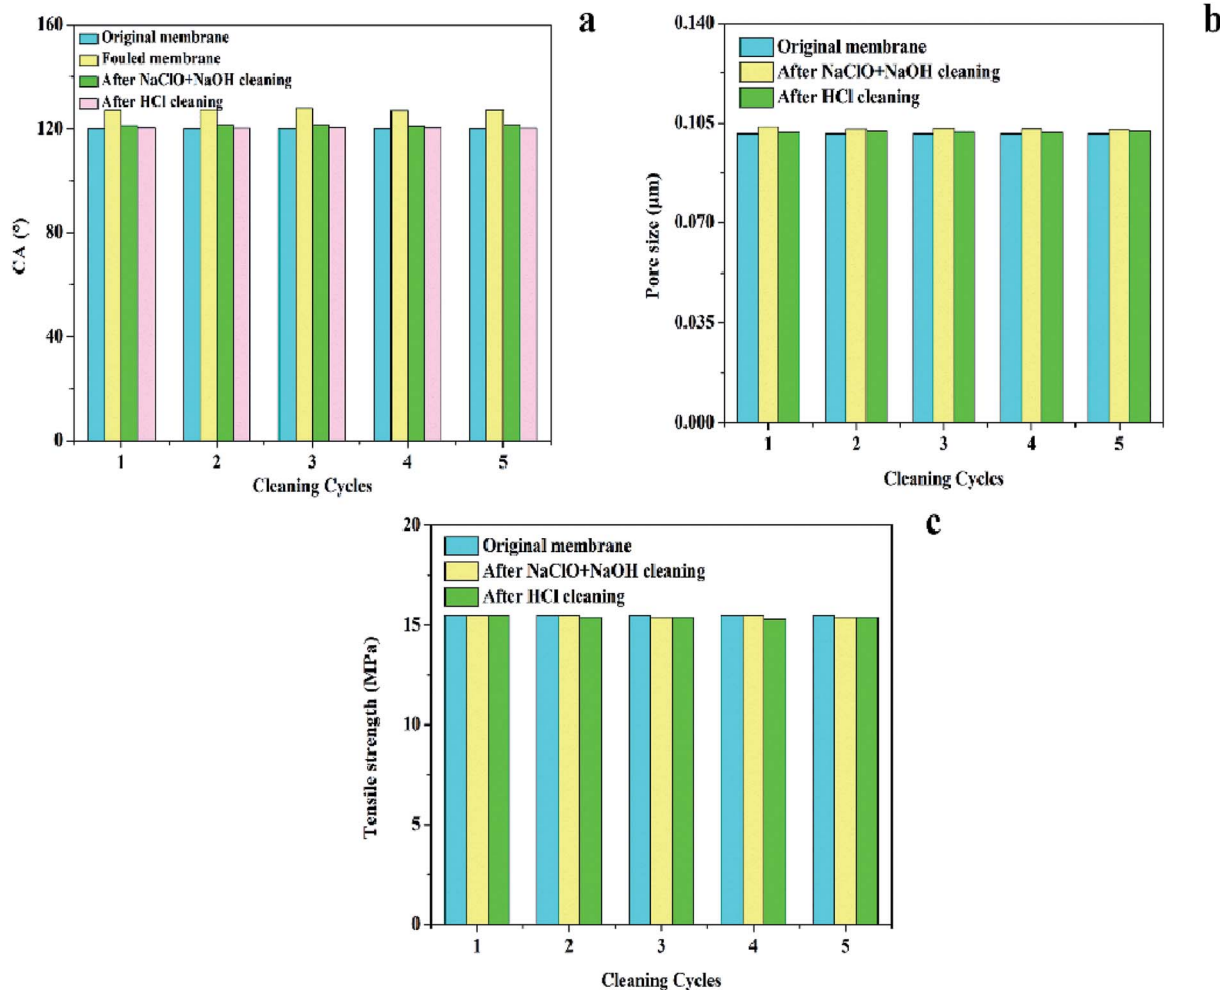 a
160
120
80
40
0
CA (°)
Original membrane
Fouled membrane
After NaClO+NaOH cleaning
After HCl cleaning
1 2 3 4 5
Cleaning Cycles
b
0.140
0.105
0.070
0.035
0.000
Pore size (μm)
Original membrane
After NaClO+NaOH cleaning
After HCl cleaning
1 2 3 4 5
Cleaning Cycles
c
20
15
10
5
0
Tensile strength (MPa)
Original membrane
After NaClO+NaOH cleaning
After HCl cleaning
1 2 3 4 5
Cleaning Cycles